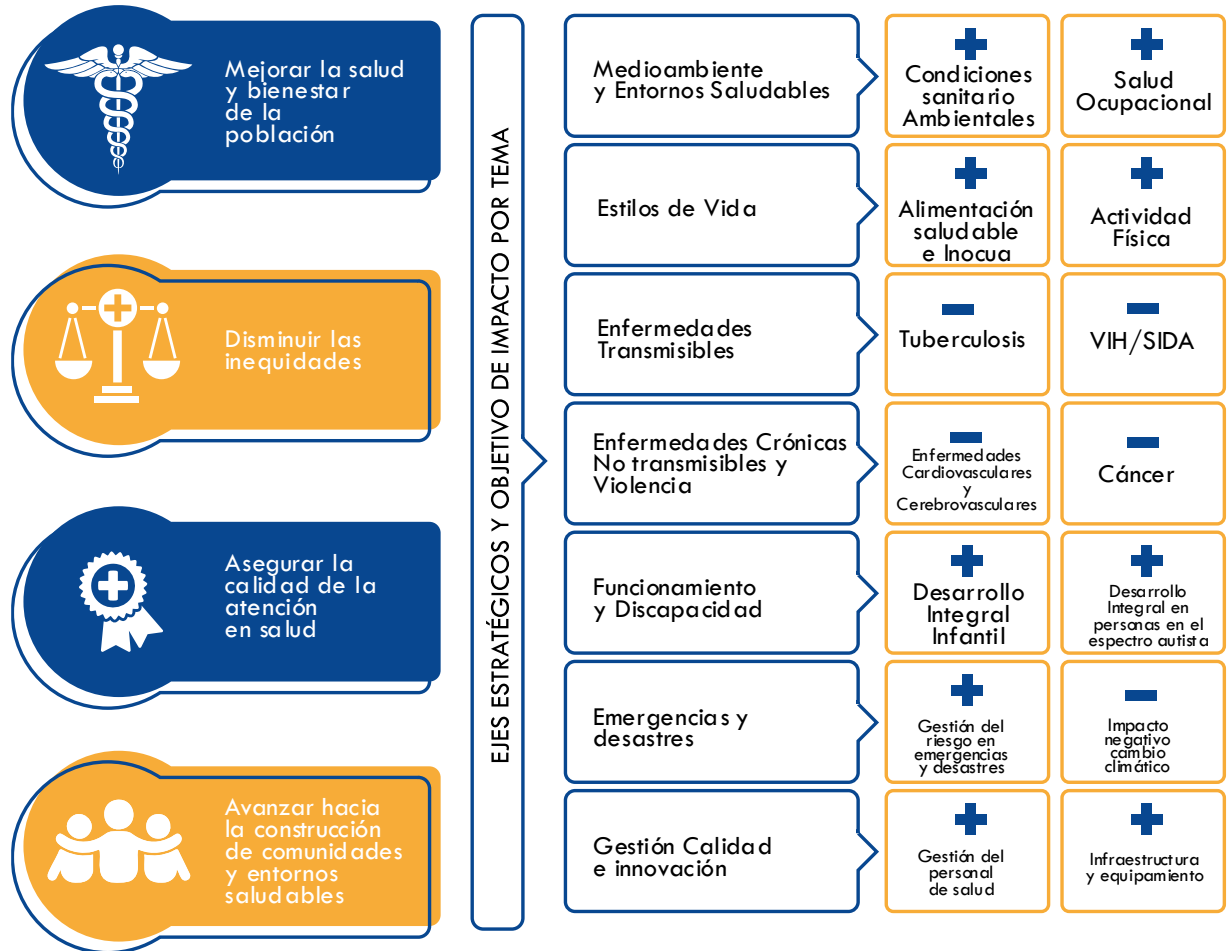 Mejorar la salud
y bienestar
de la
población
Disminuir las
inequidades
Asegurar la
calidad de la
atención
en salud
Avanzar hacia
la construcción
de comunidades
y entornos
saludables
EJES ESTRATÉGICOS Y OBJETIVO DE IMPACTO POR TEMA
Medioambiente
y Entornos Saludables
+
Condiciones
sanitario
Ambientales
+
Salud
Ocupacional
Estilos de Vida
+
Alimentación
saludable
e Inocua
+
Actividad
Física
Enfermedades
Transmisibles
-
Tuberculosis
-
VIH/SIDA
Enfermedades Crónicas
No transmisibles y
Violencia
-
Enfermedades
Cardiovasculares
y
Cerebrovasculares
-
Cáncer
Funcionamiento
y Discapacidad
+
Desarrollo
Integral
Infantil
+
Desarrollo
Integral en
personas en el
espectro autista
Emergencias y
desastres
+
Gestión del
riesgo en
emergencias
y desastres
-
Impacto
negativo
cambio
climático
Gestión Calidad
e innovación
+
Gestión del
personal
de salud
+
Infraestructura
y equipamiento